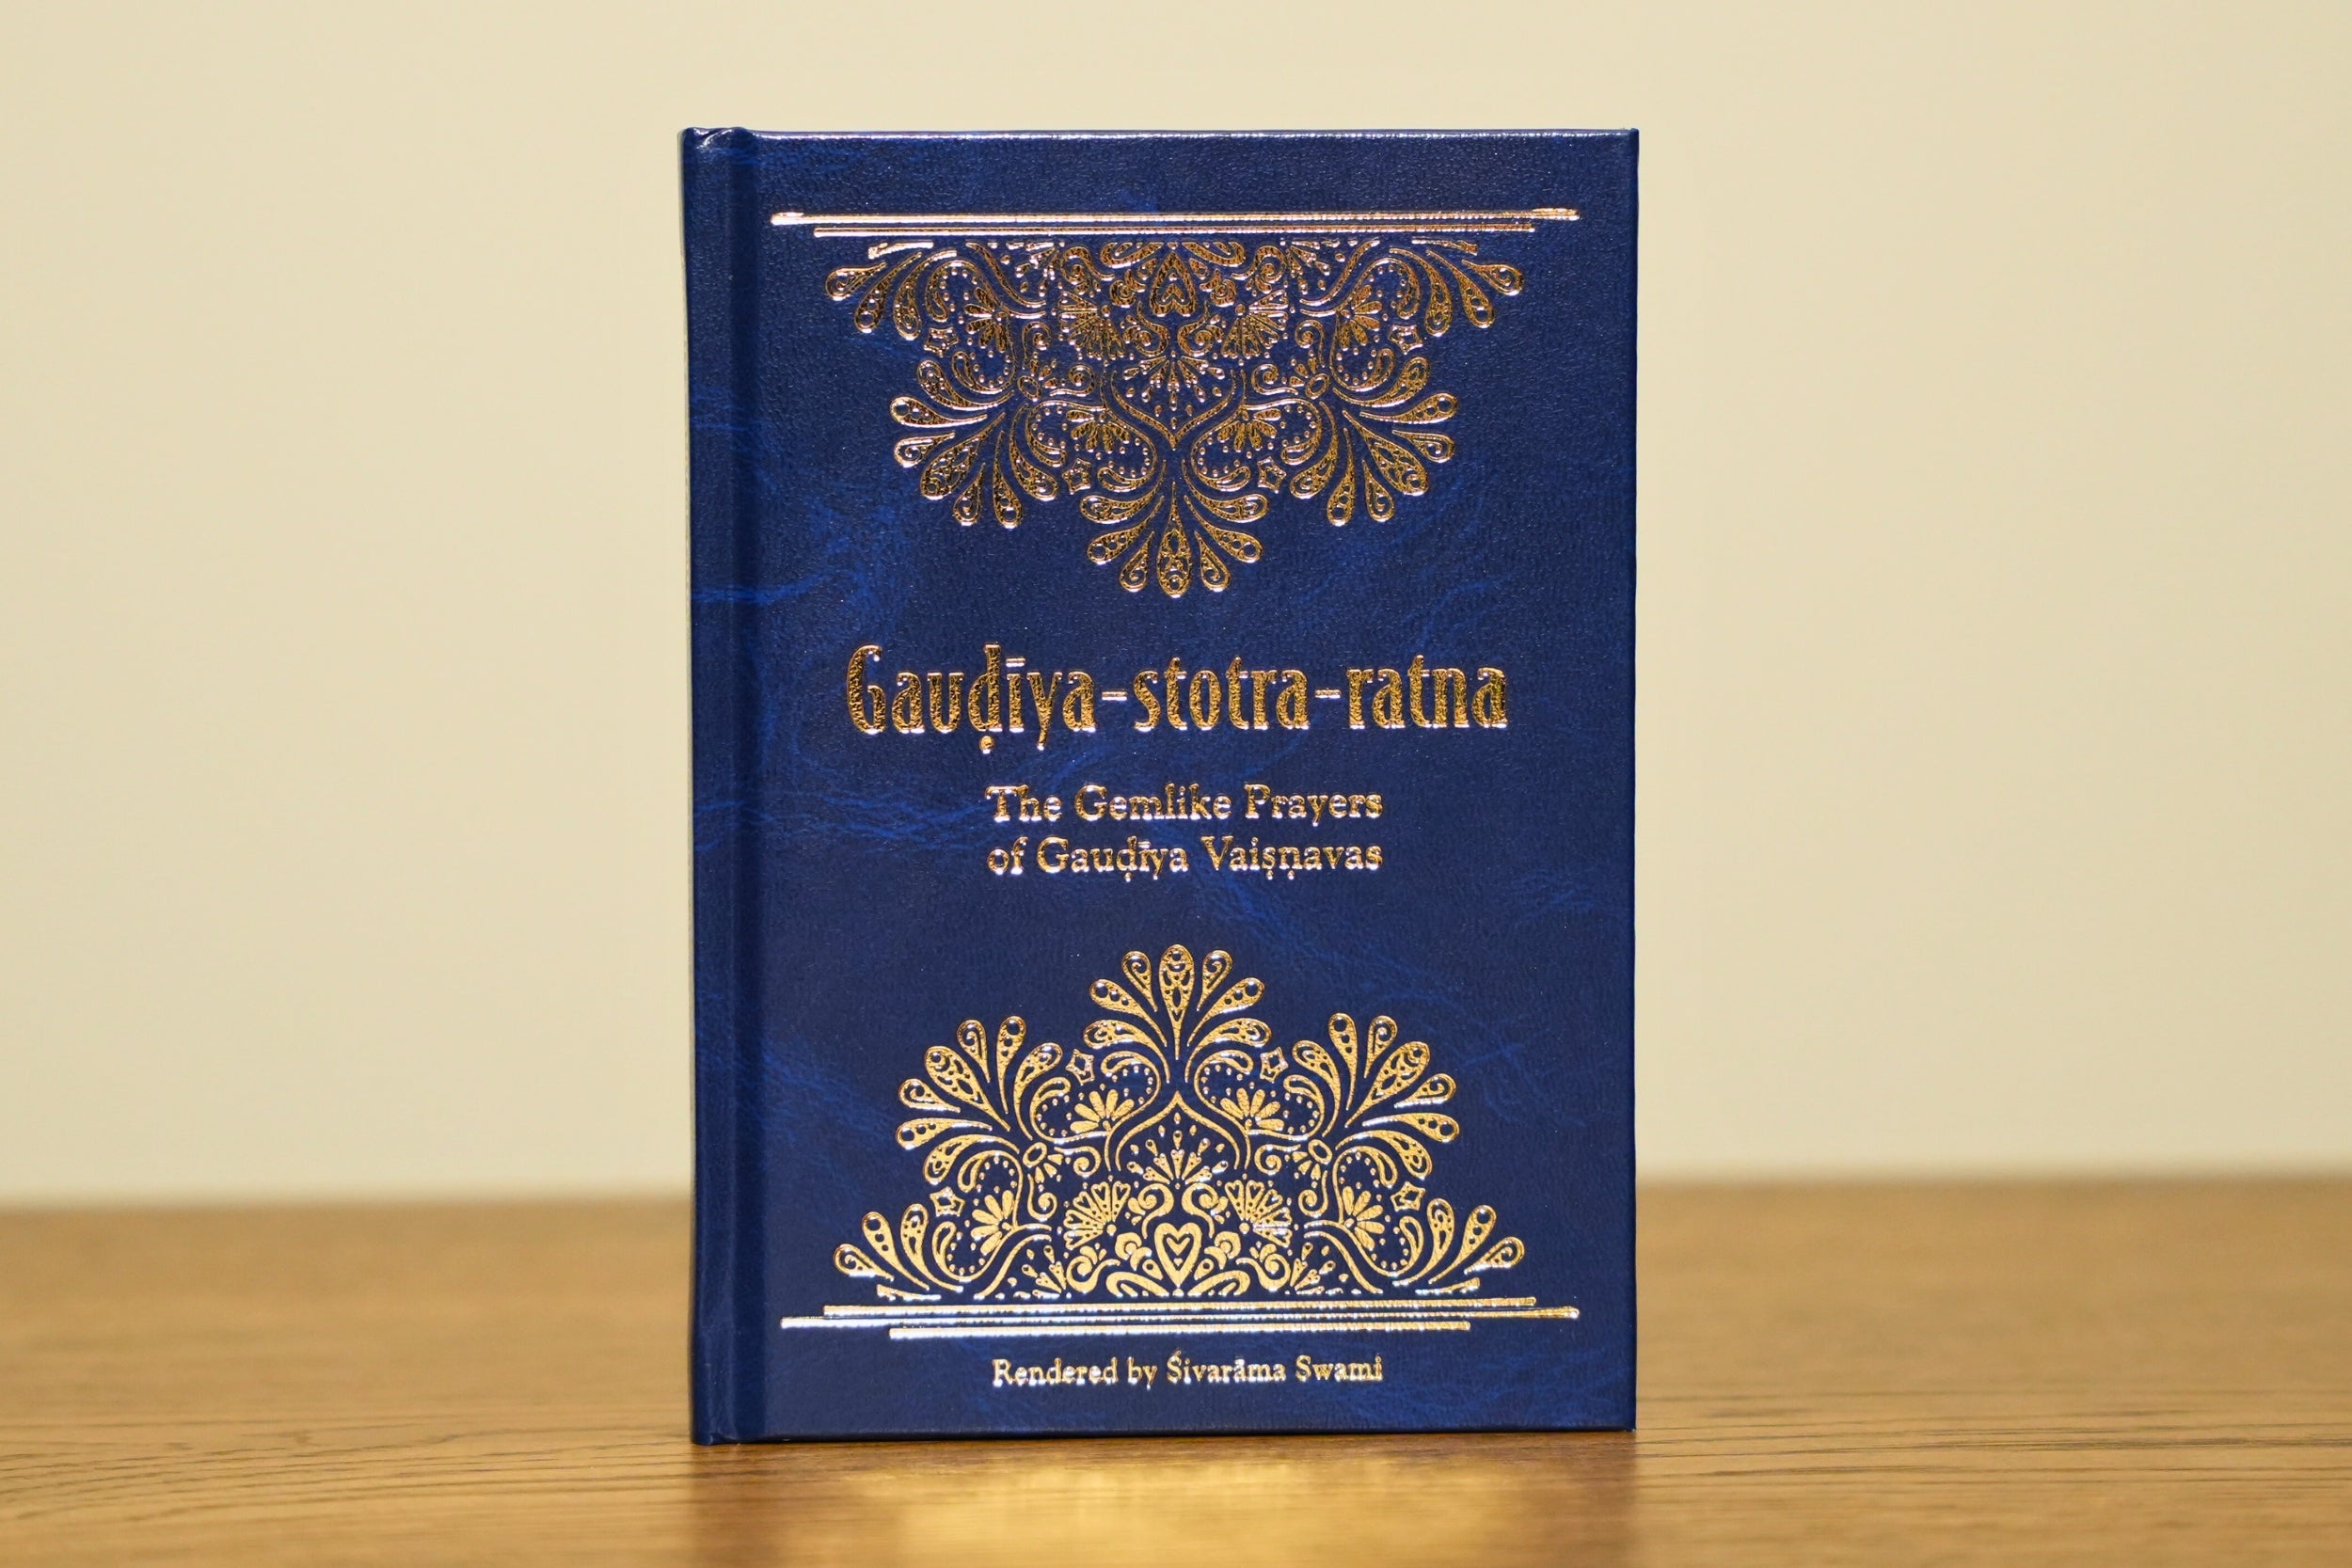 Gauḍīya-stotra-ratna
The Gemlike Prayers
of Gauḍīya Vaiṣṇavas
Rendered by Śivarāma Swami